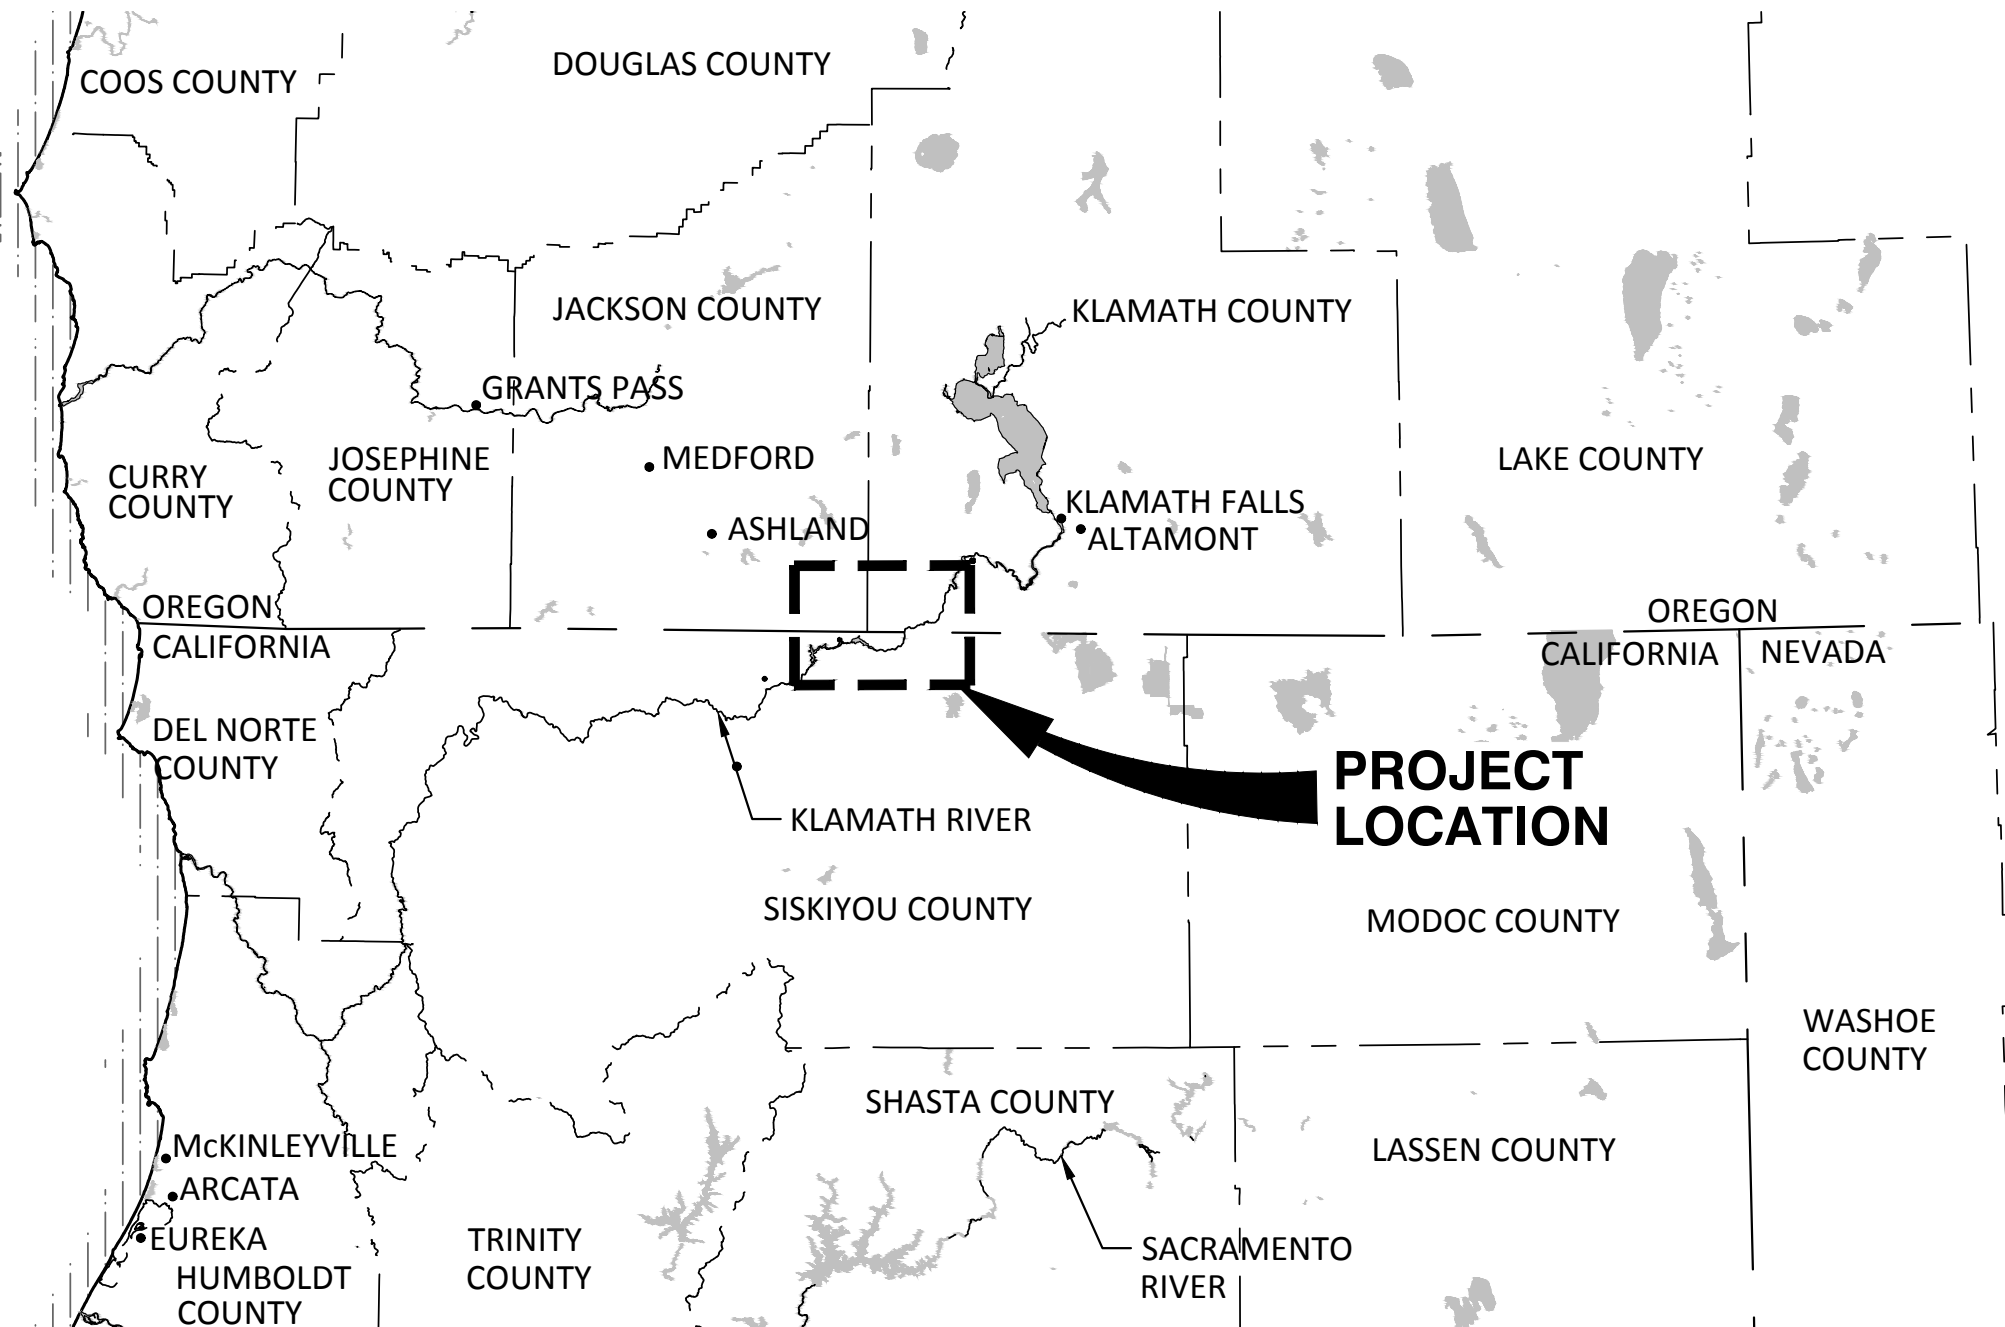 DOUGLAS COUNTY
COOS COUNTY
JACKSON COUNTY
KLAMATH COUNTY
GRANTS PASS
MEDFORD
JOSEPHINE
COUNTY
LAKE COUNTY
CURRY
COUNTY
KLAMATH FALLS
ASHLAND
ALTAMONT
OREGON
CALIFORNIA
OREGON
CALIFORNIA
NEVADA
DEL NORTE
COUNTY
PROJECT
LOCATION
KLAMATH RIVER
SISKIYOU COUNTY
MODOC COUNTY
WASHOE
COUNTY
SHASTA COUNTY
McKINLEYVILLE
LASSEN COUNTY
ARCATA
EUREKA
TRINITY
COUNTY
SACRAMENTO
RIVER
HUMBOLDT
COUNTY